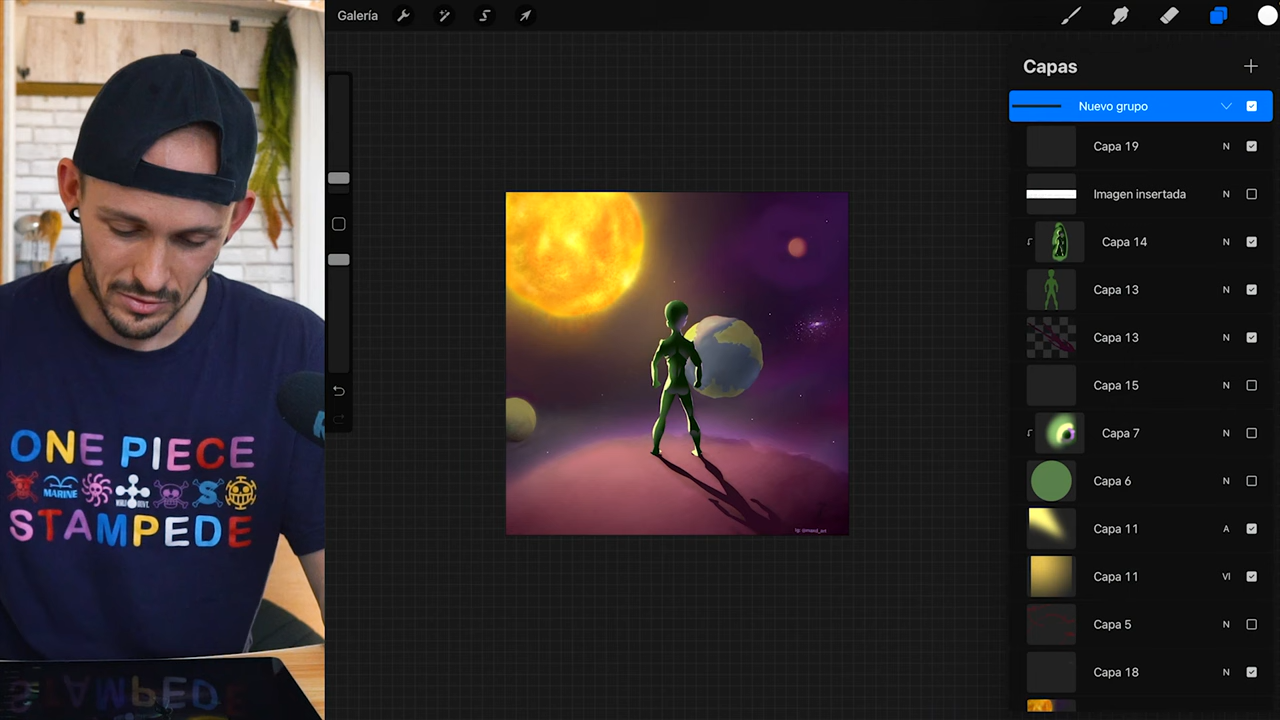 Galería
Capas
Nuevo grupo
Capa 19 N
Imagen insertada N
Capa 14 N
Capa 13 N
Capa 13 N
Capa 15 N
Capa 7 N
Capa 6 N
Capa 11 A
Capa 11 VI
Capa 5 N
Capa 18 N
ONE PIECE
MARINE
STAMPEDE